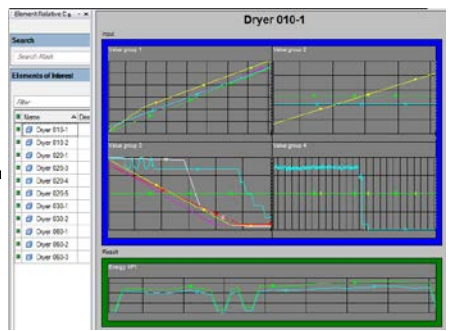 Element Relative D
Search
Search Mask
Elements of Interest
Filter
Name
Des
Dryer 010-1
Dryer 010-2
Dryer 020-1
Dryer 020-3
Dryer 020-4
Dryer 020-5
Dryer 030-1
Dryer 030-2
Dryer 060-1
Dryer 060-2
Dryer 060-3
Dryer 010-1
Input
Value group 1
Value group 2
Value group 3
Value group 4
Result
Energy KPI